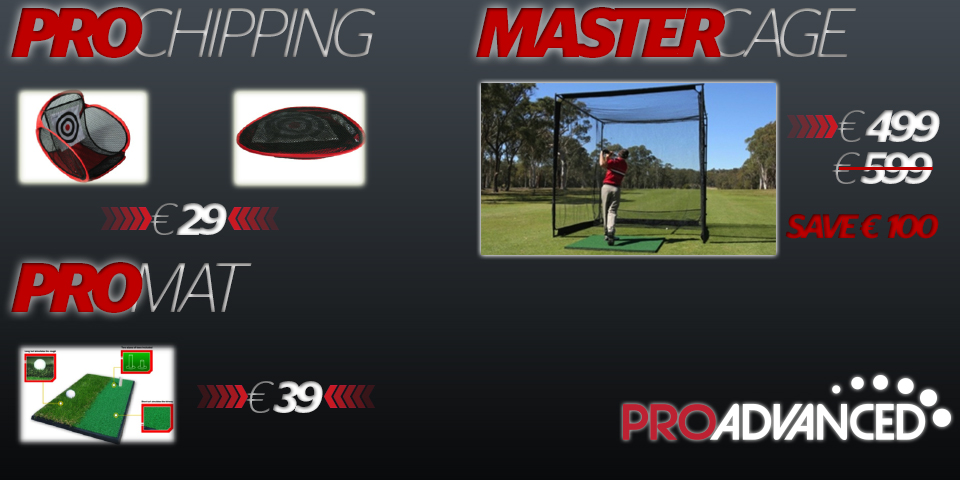 PROCHIPPING
€ 29
PROMAT
€ 39
MASTERCAGE
€ 499
€ 599
SAVE € 100
PROADVANCED